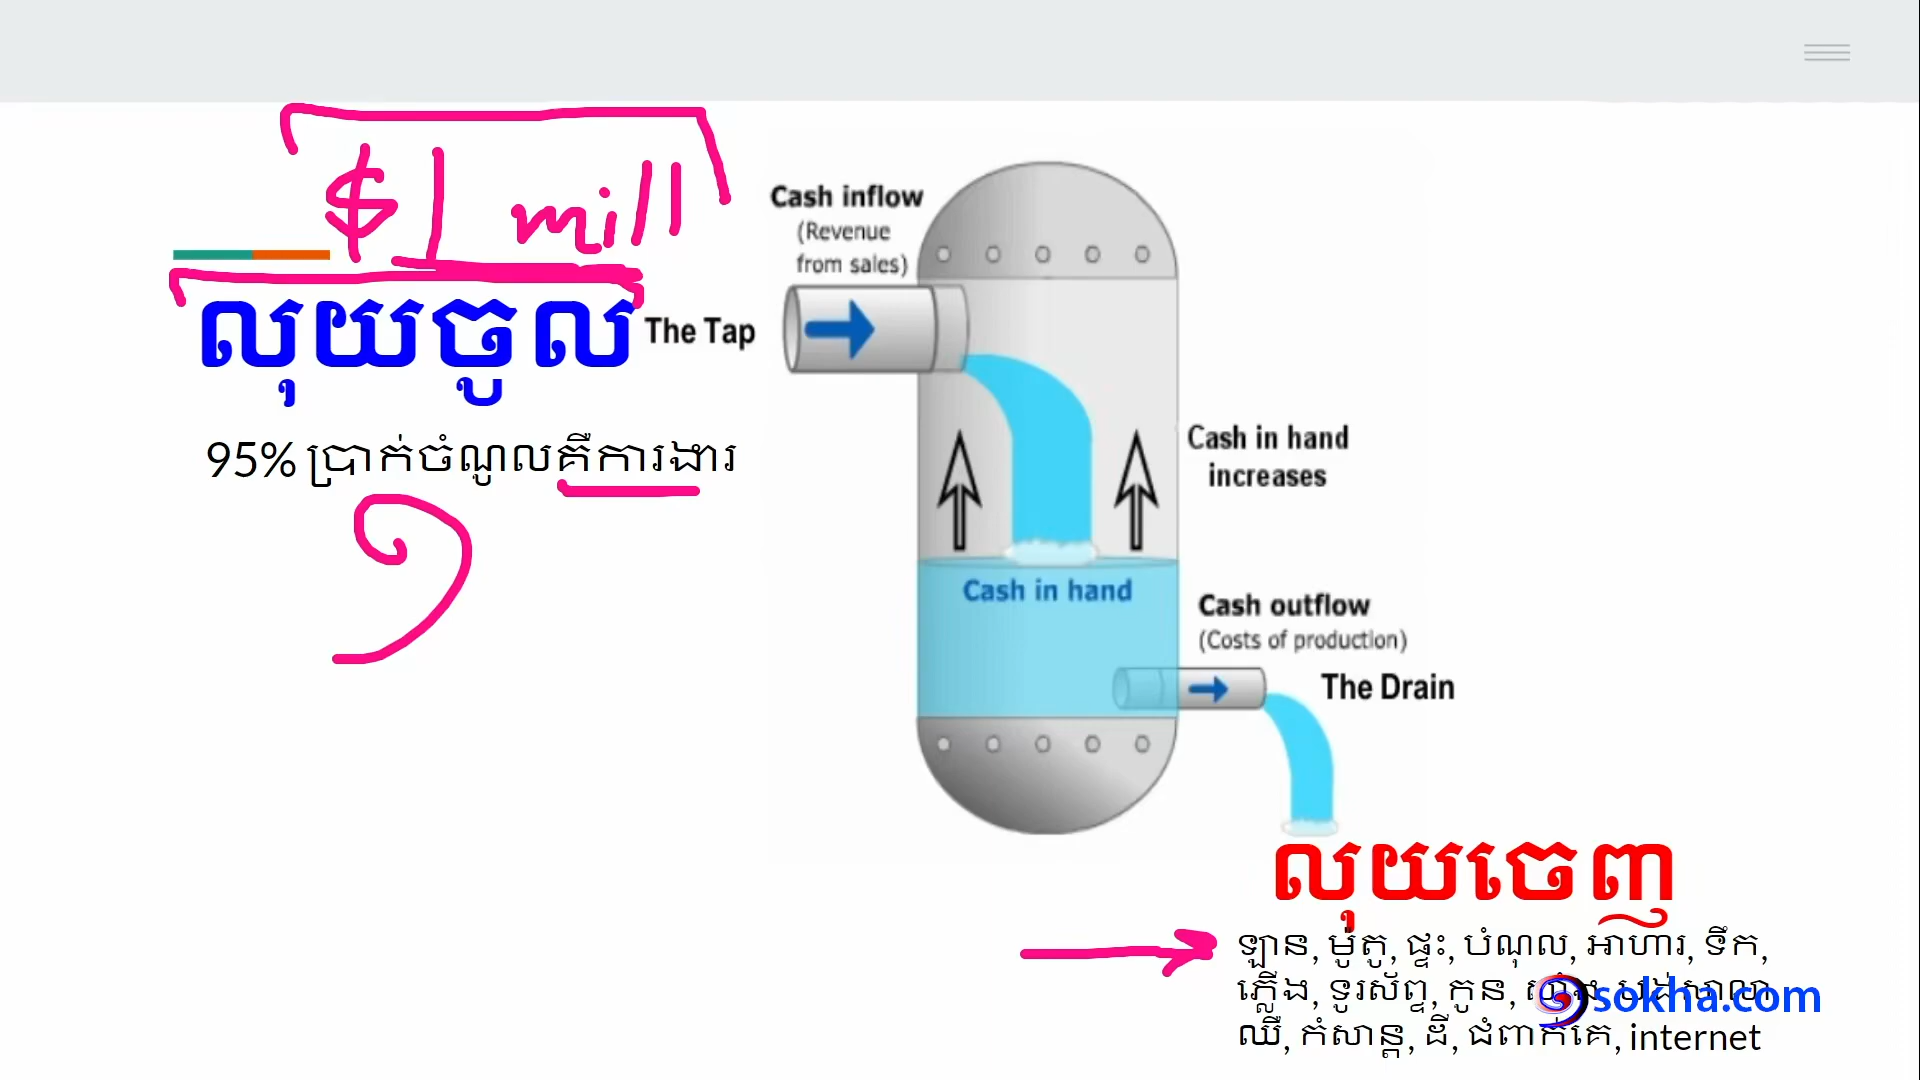 $1 mill
Cash inflow
(Revenue
from sales)
លុយចូល
The Tap
95% ប្រាក់ចំណូលគឺការងារ
១
Cash in hand
increases
Cash in hand
Cash outflow
(Costs of production)
The Drain
លុយចេញ
ឡាន, ម៉ូតូ, ផ្ទះ, បំណុល, អាហារ, ទឹក,
ភ្លើង, ទូរស័ព្ទ, កូន,
sokha.com
ឈឺ, កំសាន្ត, ដី, ជំពាក់គេ, internet